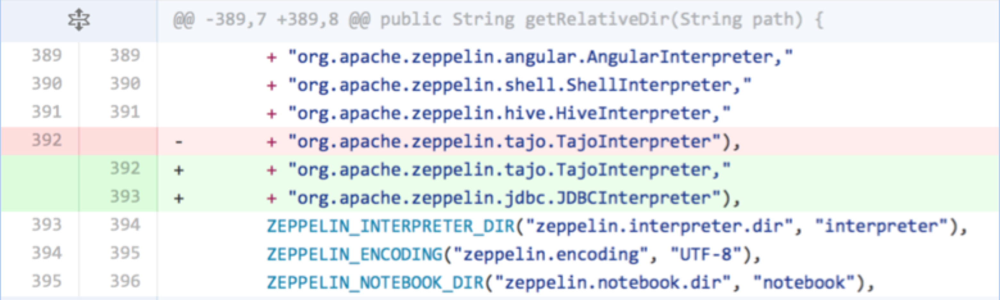 @@ -389,7 +389,8 @@ public String getRelativeDir(String path) {
389 389 + "org.apache.zeppelin.angular.AngularInterpreter,"
390 390 + "org.apache.zeppelin.shell.ShellInterpreter,"
391 391 + "org.apache.zeppelin.hive.HiveInterpreter,"
392 - + "org.apache.zeppelin.tajo.TajoInterpreter"),
392 + + "org.apache.zeppelin.tajo.TajoInterpreter,"
393 + + "org.apache.zeppelin.jdbc.JDBCInterpreter"),
393 394 ZEPPELIN_INTERPRETER_DIR("zeppelin.interpreter.dir", "interpreter"),
394 395 ZEPPELIN_ENCODING("zeppelin.encoding", "UTF-8"),
395 396 ZEPPELIN_NOTEBOOK_DIR("zeppelin.notebook.dir", "notebook"),